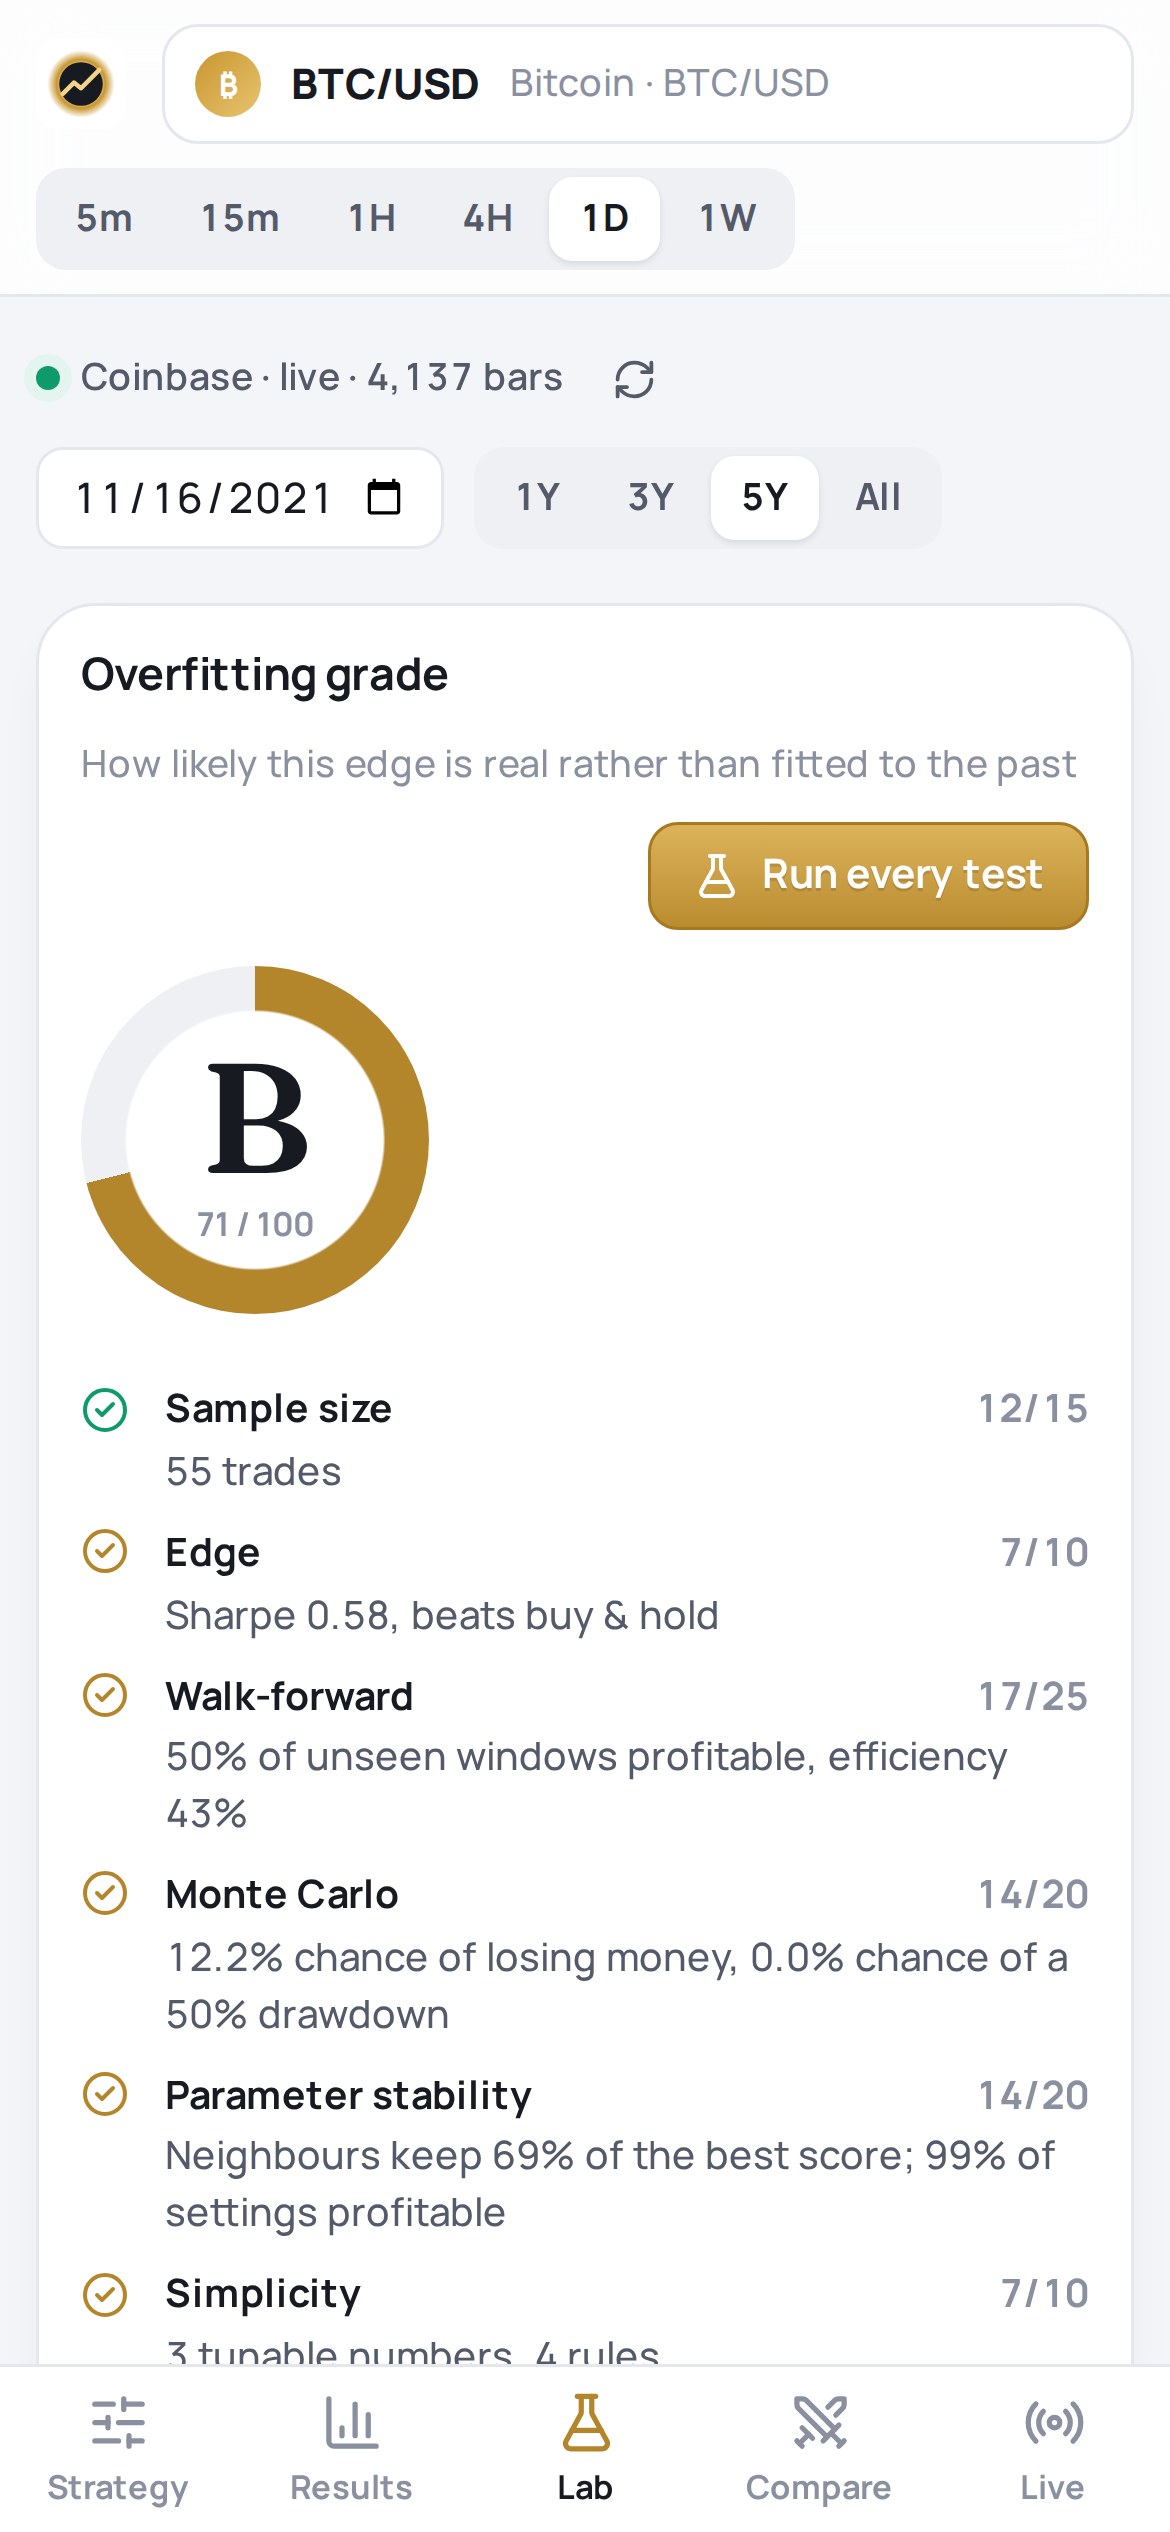 BTC/USD Bitcoin · BTC/USD
5m 15m 1H 4H 1D 1W
Coinbase · live · 4,137 bars
11/16/2021 1Y 3Y 5Y All
Overfitting grade
How likely this edge is real rather than fitted to the past
Run every test
B
71 / 100
Sample size 12/15
55 trades
Edge 7/10
Sharpe 0.58, beats buy & hold
Walk-forward 17/25
50% of unseen windows profitable, efficiency
43%
Monte Carlo 14/20
12.2% chance of losing money, 0.0% chance of a
50% drawdown
Parameter stability 14/20
Neighbours keep 69% of the best score; 99% of
settings profitable
Simplicity 7/10
3 tunable numbers, 4 rules
Strategy Results Lab Compare Live